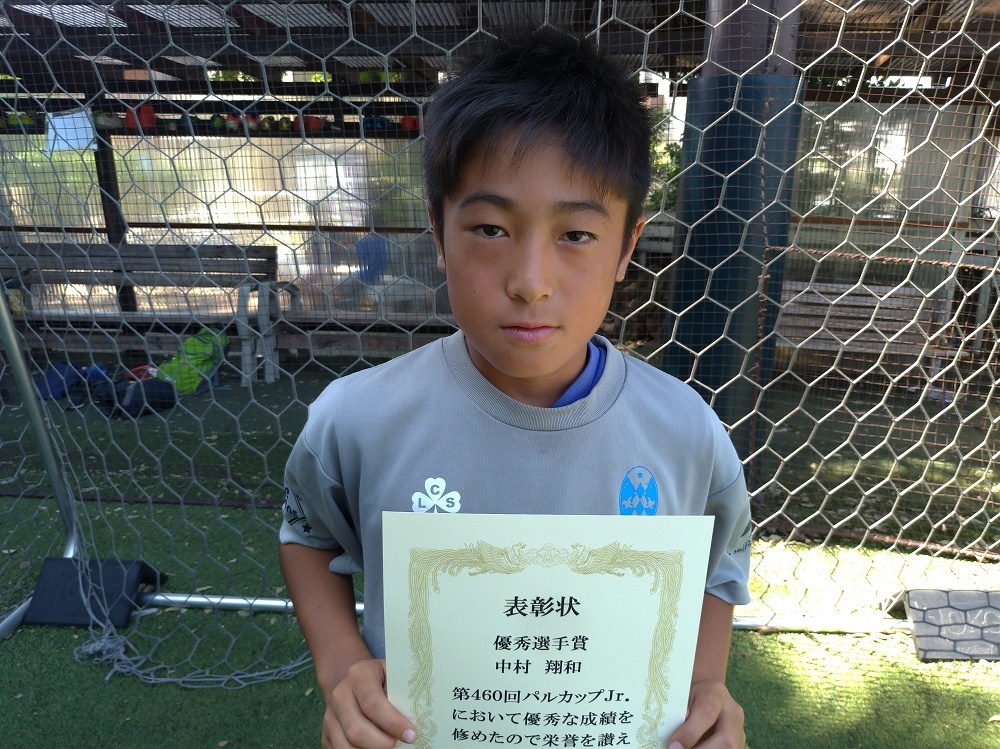 C
L S
表彰状
優秀選手賞
中村 翔和
第460回パルカップJr.
において優秀な成績を
修めたので栄誉を讃え